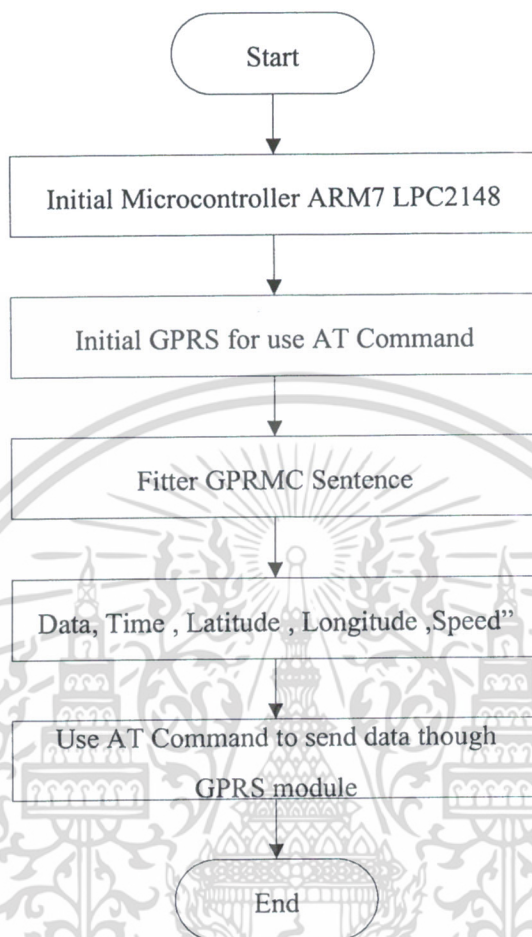 Start
Initial Microcontroller ARM7 LPC2148
Initial GPRS for use AT Command
Fitter GPRMC Sentence
Data, Time , Latitude , Longitude ,Speed”
Use AT Command to send data though
GPRS module
End